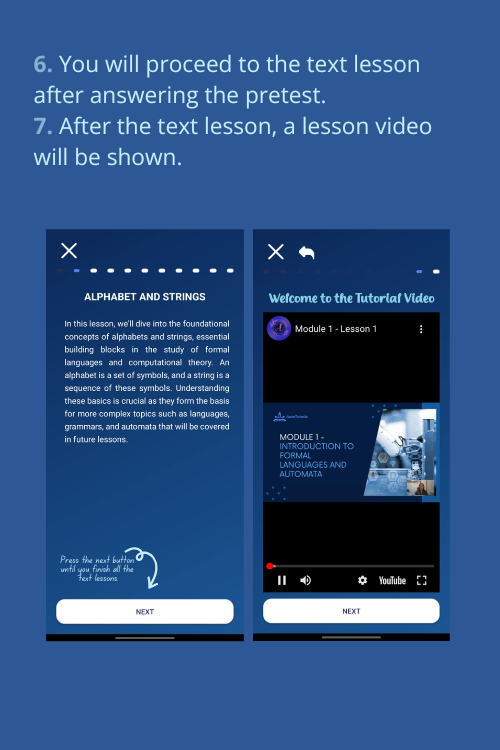 6. You will proceed to the text lesson
after answering the pretest.
7. After the text lesson, a lesson video
will be shown.
ALPHABET AND STRINGS
In this lesson, we'll dive into the foundational
concepts of alphabets and strings, essential
building blocks in the study of formal
languages and computational theory. An
alphabet is a set of symbols, and a string is a
sequence of these symbols. Understanding
these basics is crucial as they form the basis
for more complex topics such as languages,
grammars, and automata that will be covered
in future lessons.
Press the next button
until you finish all the
text lessons
NEXT
Welcome to the Tutorial Video
Module 1 - Lesson 1
MODULE 1 -
INTRODUCTION TO
FORMAL
LANGUAGES AND
AUTOMATA
YouTube
NEXT